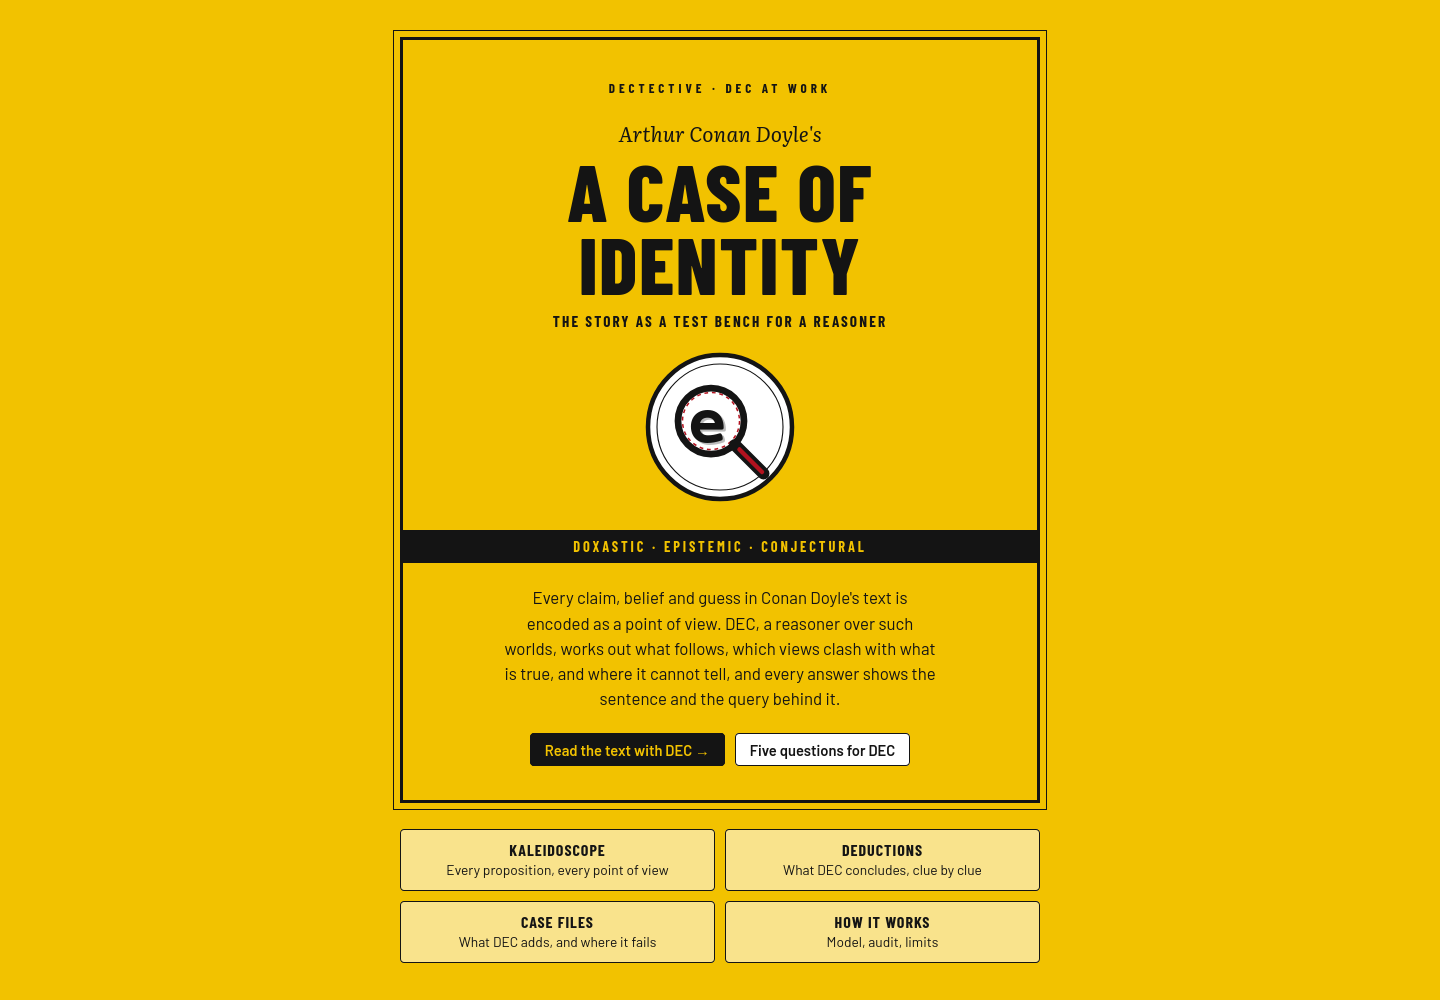 DECTECTIVE · DEC AT WORK
Arthur Conan Doyle's
A CASE OF
IDENTITY
THE STORY AS A TEST BENCH FOR A REASONER
e
DOXASTIC · EPISTEMIC · CONJECTURAL
Every claim, belief and guess in Conan Doyle's text is
encoded as a point of view. DEC, a reasoner over such
worlds, works out what follows, which views clash with what
is true, and where it cannot tell, and every answer shows the
sentence and the query behind it.
Read the text with DEC →
Five questions for DEC
KALEIDOSCOPE
Every proposition, every point of view
DEDUCTIONS
What DEC concludes, clue by clue
CASE FILES
What DEC adds, and where it fails
HOW IT WORKS
Model, audit, limits